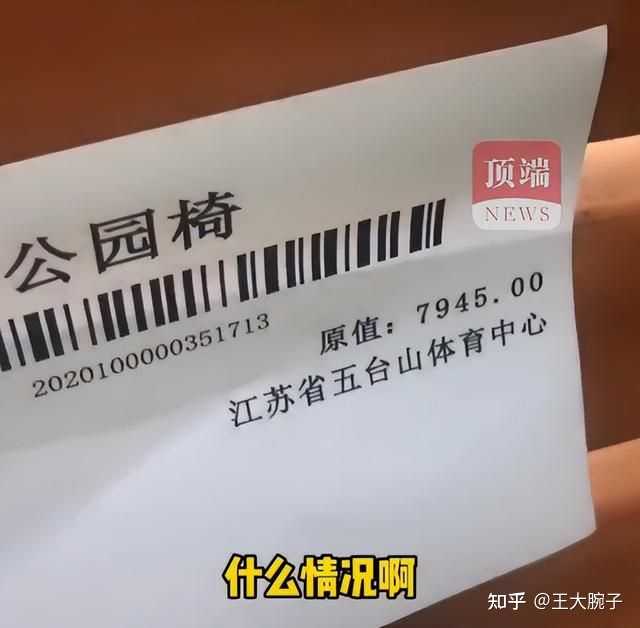 顶端
NEWS
公园椅
2020100000351713
原值：7945.00
江苏省五台山体育中心
什么情况啊
知乎 @王大腕子